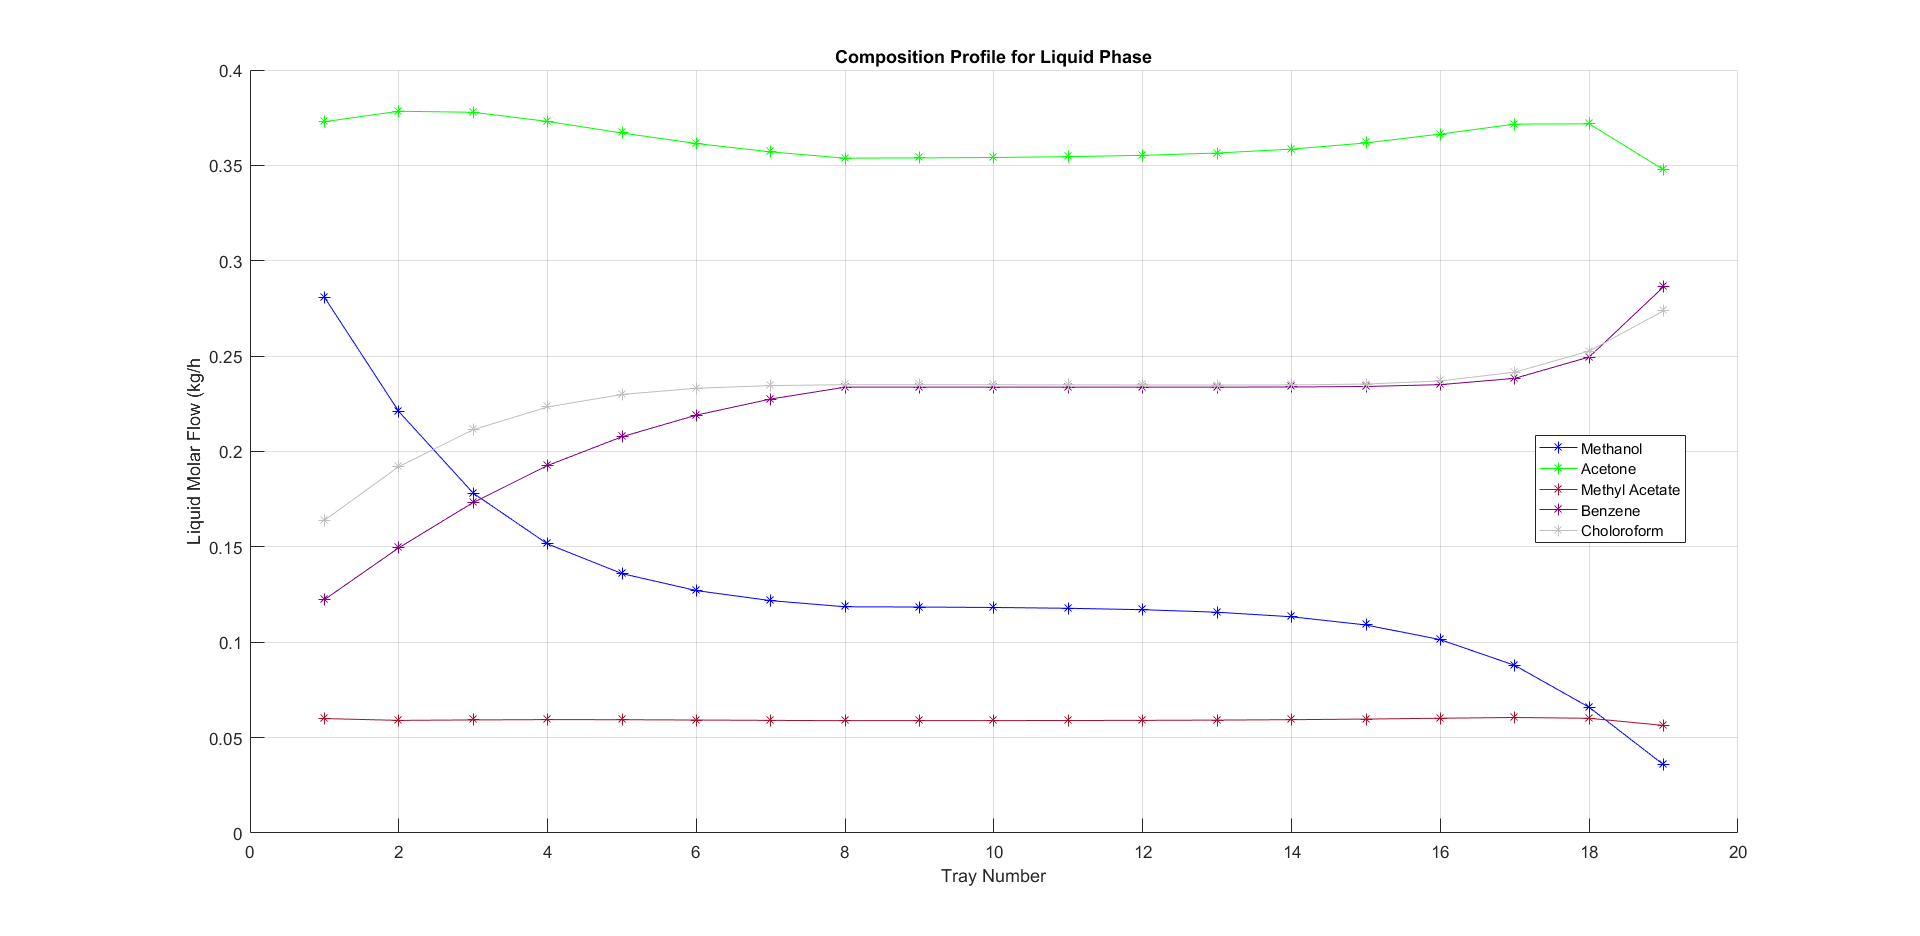 Composition Profile for Liquid Phase
0.4
0.35
0.3
0.25
0.2
0.15
0.1
0.05
0
Liquid Molar Flow (kg/h
Methanol
Acetone
Methyl Acetate
Benzene
Choloroform
0 2 4 6 8 10 12 14 16 18 20
Tray Number